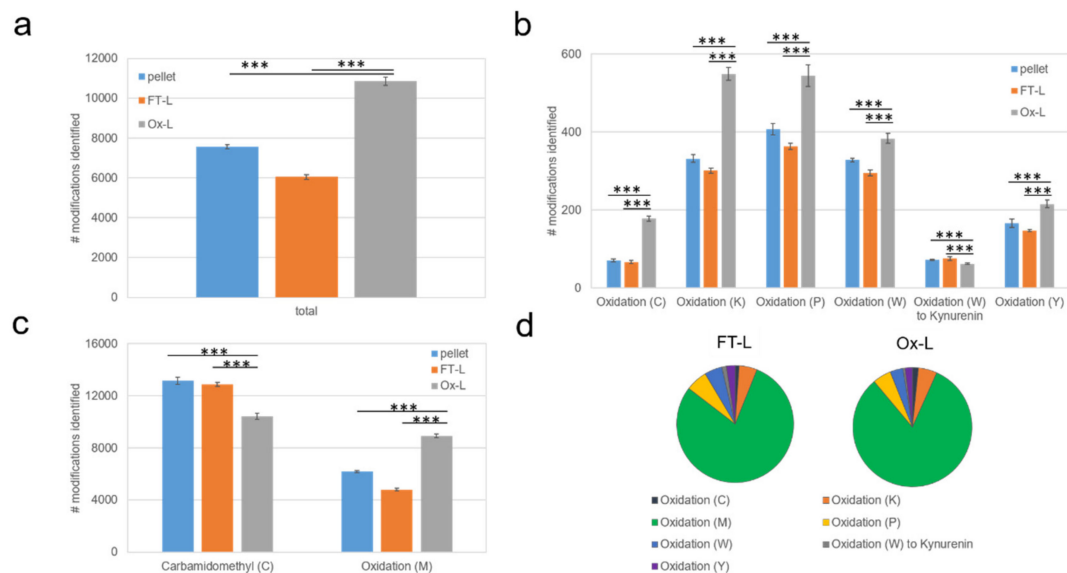 a
12000
10000
8000
6000
4000
2000
0
# modifications identified
pellet
FT-L
Ox-L
*** ***
total
b
600
400
200
0
# modifications identified
pellet
FT-L
Ox-L
***
***
***
***
***
***
***
***
***
***
***
***
Oxidation (C) Oxidation (K) Oxidation (P) Oxidation (W) Oxidation (W) to Kynurenin Oxidation (Y)
c
16000
12000
8000
4000
0
# modifications identified
pellet
FT-L
Ox-L
***
***
***
***
Carbamidomethyl (C) Oxidation (M)
d
FT-L Ox-L
Oxidation (C) Oxidation (K)
Oxidation (M) Oxidation (P)
Oxidation (W) Oxidation (W) to Kynurenin
Oxidation (Y)